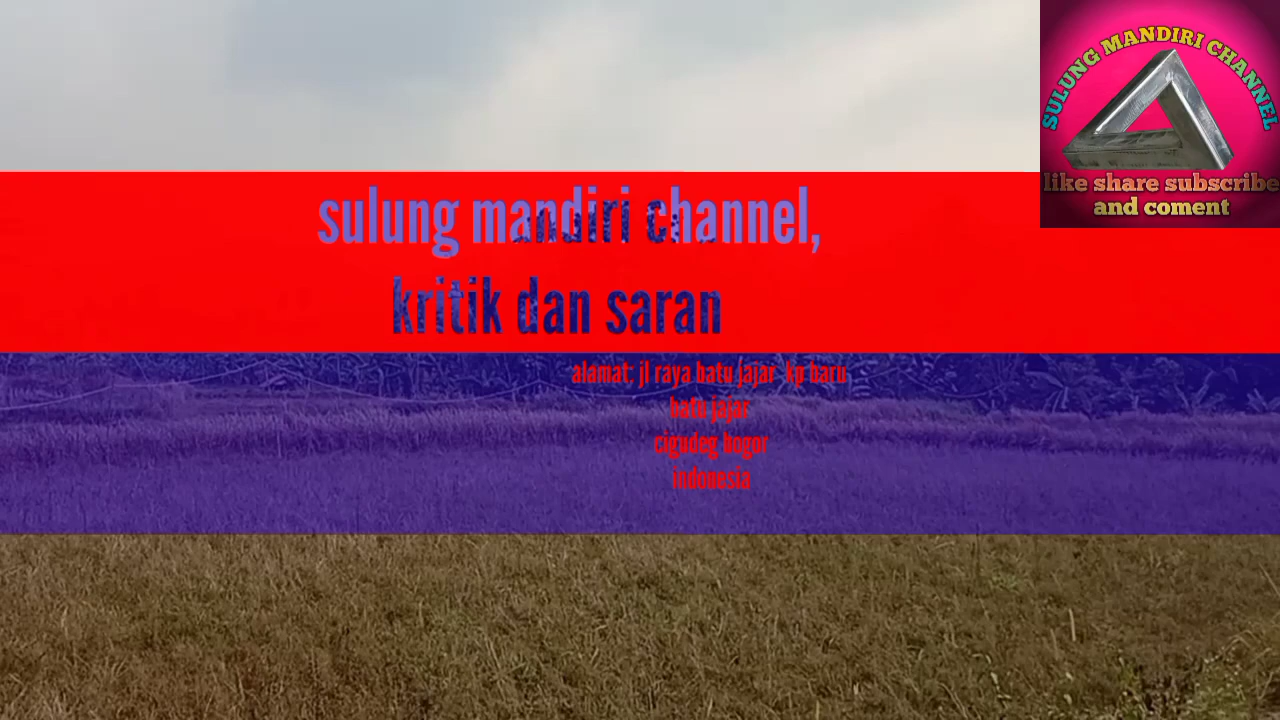 SULUNG MANDIRI CHANNEL
like share subscribe
and coment
sulung mandiri channel,
kritik dan saran
alamat; jl raya batu jajar kp baru
batu jajar
cigudeg bogor
indonesia